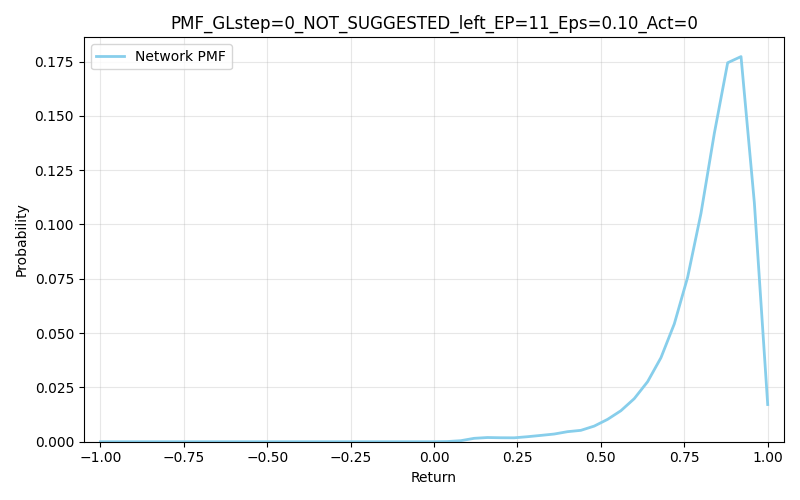 PMF_GLstep=0_NOT_SUGGESTED_left_EP=11_Eps=0.10_Act=0
Network PMF
0.175
0.150
0.125
0.100
0.075
0.050
0.025
0.000
Probability
−1.00 −0.75 −0.50 −0.25 0.00 0.25 0.50 0.75 1.00
Return